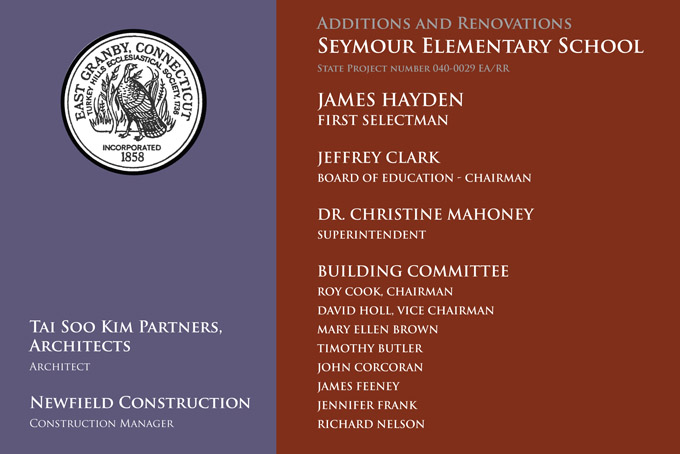 EAST GRANBY, CONNECTICUT
TURKEY HILLS ECCLESIASTICAL SOCIETY, 1738
INCORPORATED
1858
Tai Soo Kim Partners,
Architects
Architect
Newfield Construction
Construction Manager
Additions and Renovations
Seymour Elementary School
State Project number 040-0029 EA/RR
JAMES HAYDEN
FIRST SELECTMAN
JEFFREY CLARK
BOARD OF EDUCATION - CHAIRMAN
DR. CHRISTINE MAHONEY
SUPERINTENDENT
BUILDING COMMITTEE
ROY COOK, CHAIRMAN
DAVID HOLL, VICE CHAIRMAN
MARY ELLEN BROWN
TIMOTHY BUTLER
JOHN CORCORAN
JAMES FEENEY
JENNIFER FRANK
RICHARD NELSON